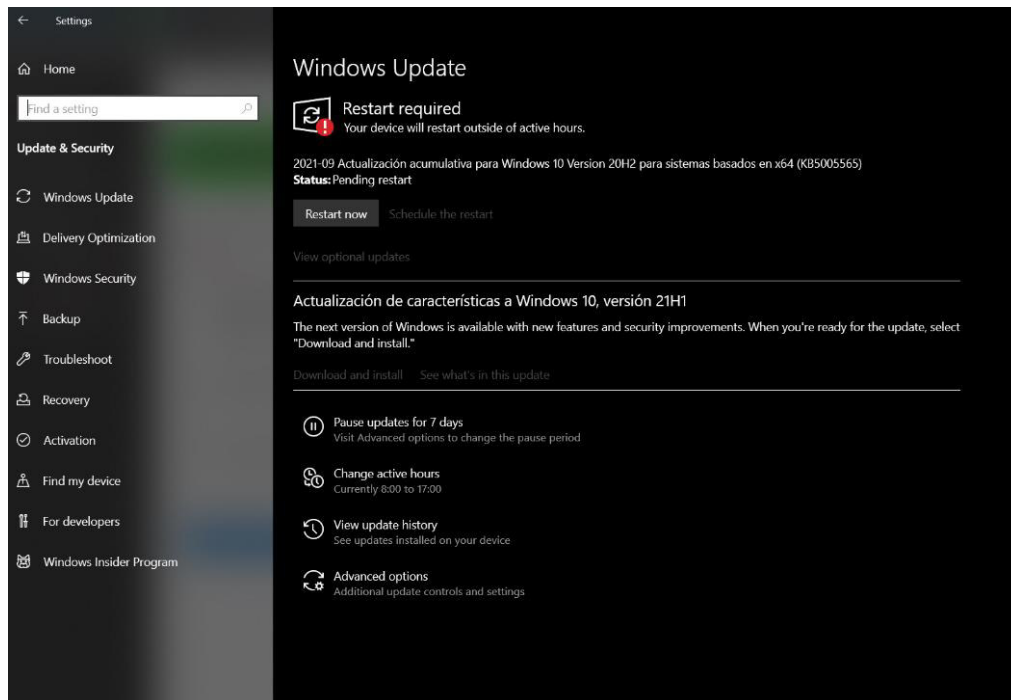 Settings
Home
Find a setting
Update & Security
Windows Update
Delivery Optimization
Windows Security
Backup
Troubleshoot
Recovery
Activation
Find my device
For developers
Windows Insider Program
Windows Update
Restart required
Your device will restart outside of active hours.
2021-09 Actualización acumulativa para Windows 10 Version 20H2 para sistemas basados en x64 (KB5005565)
Status: Pending restart
Restart now Schedule the restart
View optional updates
Actualización de características a Windows 10, versión 21H1
The next version of Windows is available with new features and security improvements. When you're ready for the update, select
"Download and install."
Download and install See what's in this update
Pause updates for 7 days
Visit Advanced options to change the pause period
Change active hours
Currently 8:00 to 17:00
View update history
See updates installed on your device
Advanced options
Additional update controls and settings